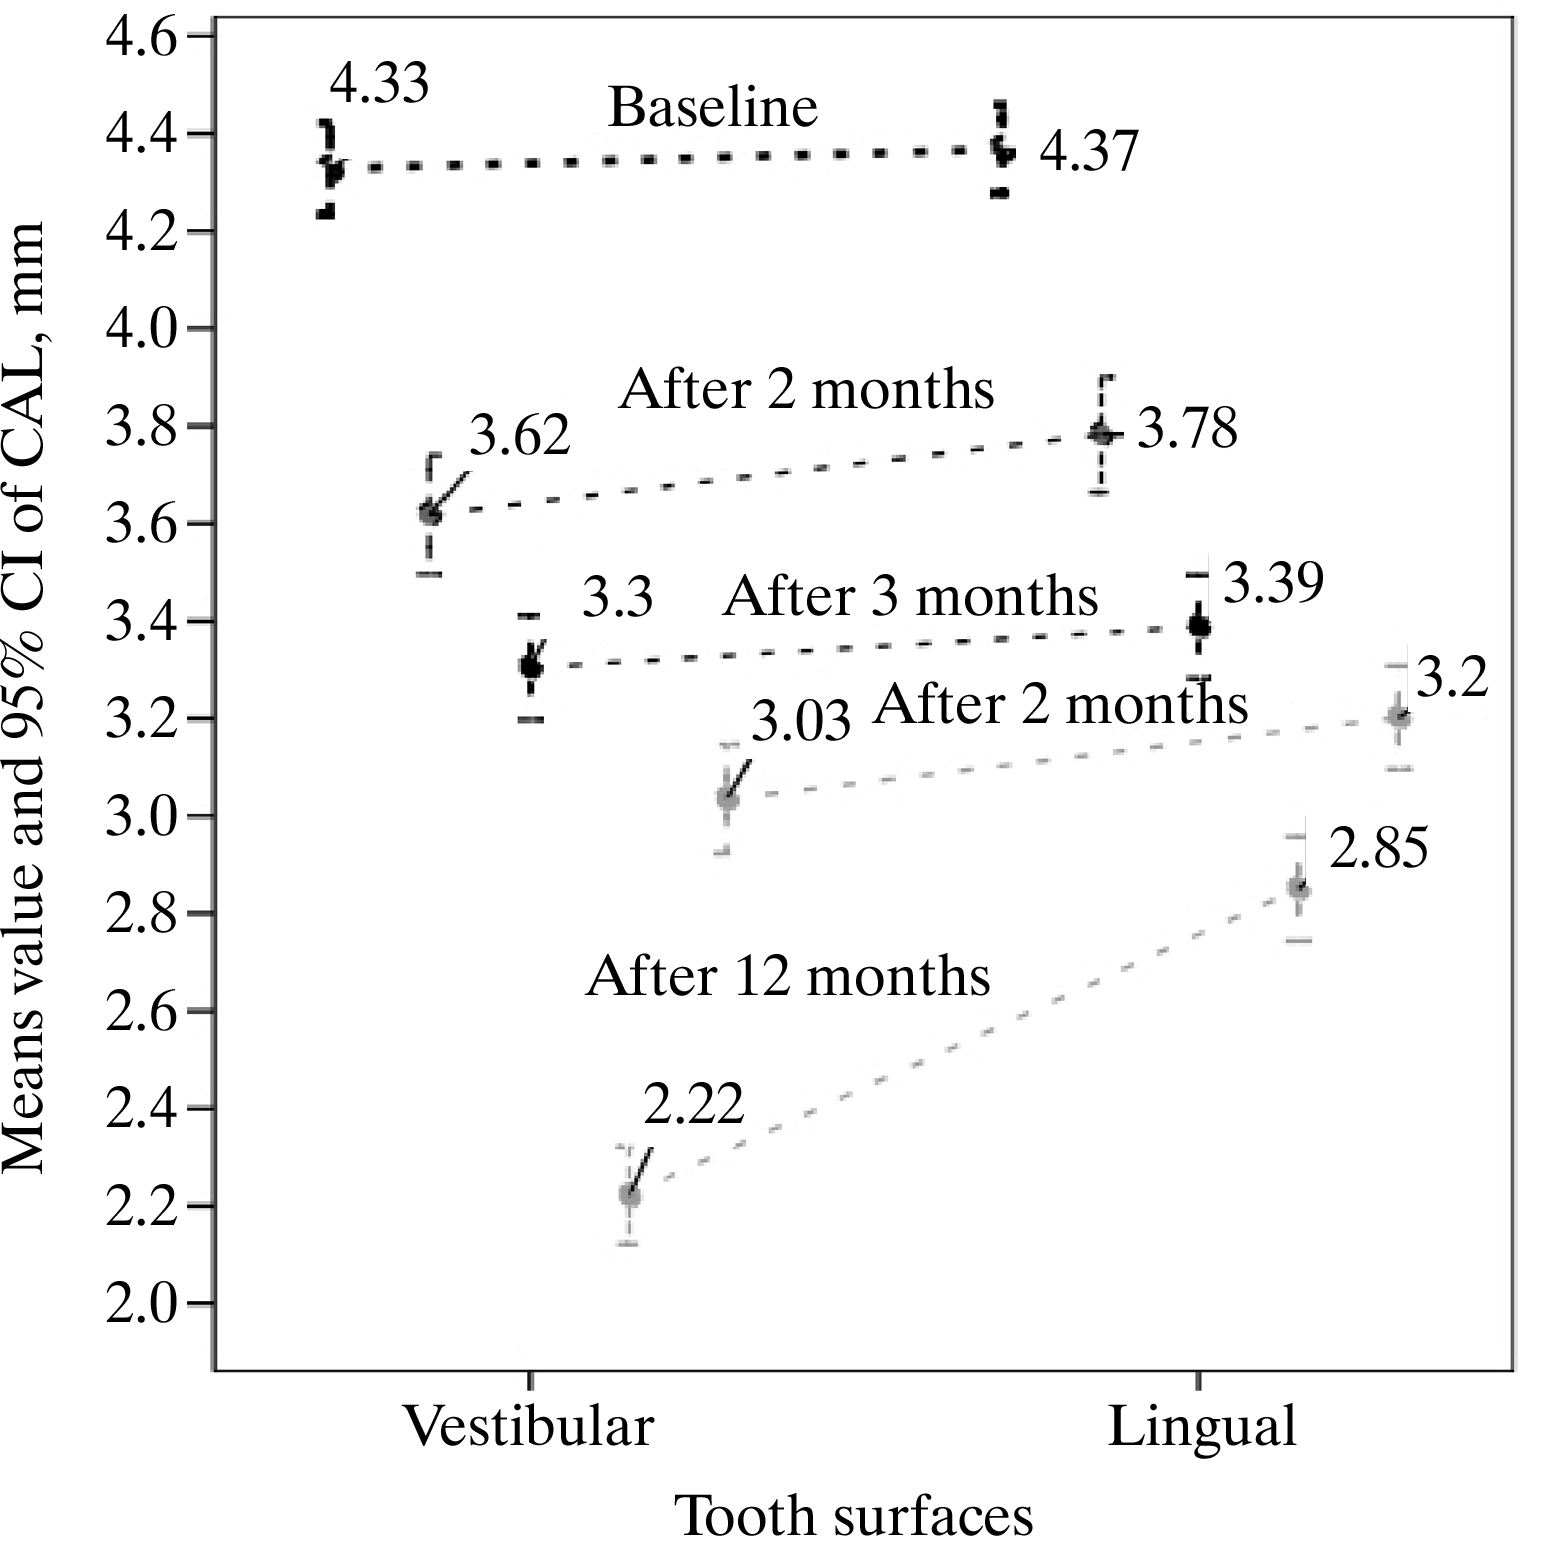 4.6
4.33
Baseline
4.4
4.37
4.2
4.0
After 2 months
3.8
3.62
3.78
3.6
3.3
After 3 months
3.39
3.4
3.2
3.03
After 2 months
3.2
3.0
2.85
2.8
After 12 months
2.6
2.22
2.4
2.2
2.0
Means value and 95% CI of CAL, mm
Vestibular
Lingual
Tooth surfaces